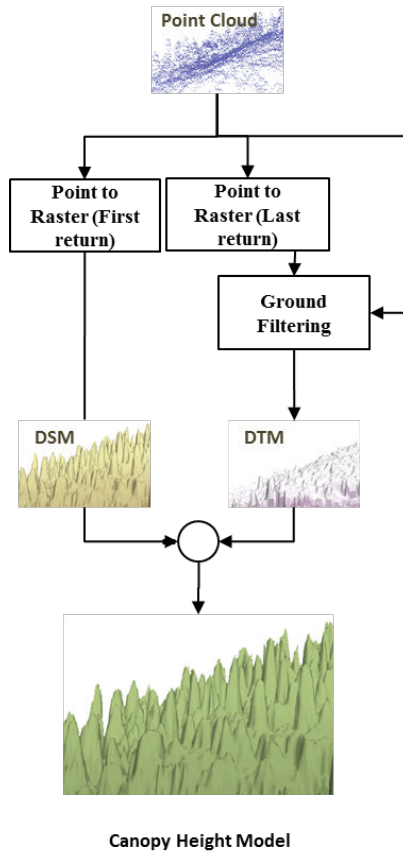 Point Cloud
Point to
Raster (First
return)
Point to
Raster (Last
return)
Ground
Filtering
DSM
DTM
Canopy Height Model